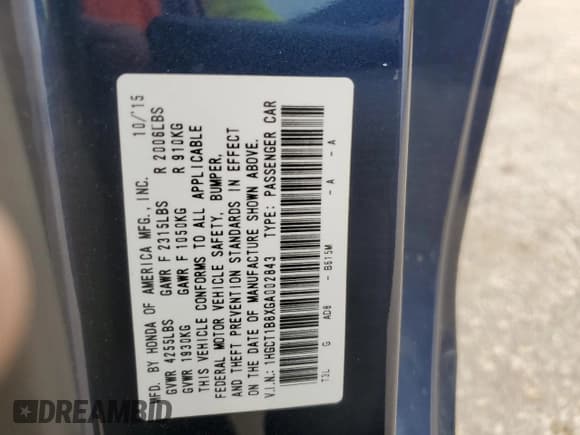 MFD. BY HONDA OF AMERICA MFG., INC. 10/15
GVWR 4255LBS GAWR F 2315LBS R 2006LBS
GVWR 1930KG GAWR F 1050KG R 910KG
THIS VEHICLE CONFORMS TO ALL APPLICABLE
FEDERAL MOTOR VEHICLE SAFETY, BUMPER,
AND THEFT PREVENTION STANDARDS IN EFFECT
ON THE DATE OF MANUFACTURE SHOWN ABOVE.
V.I.N.: 1HGCT1B8XGA002843 TYPE: PASSENGER CAR
T3L G AD8 - B615M - A - A
DREAMBID